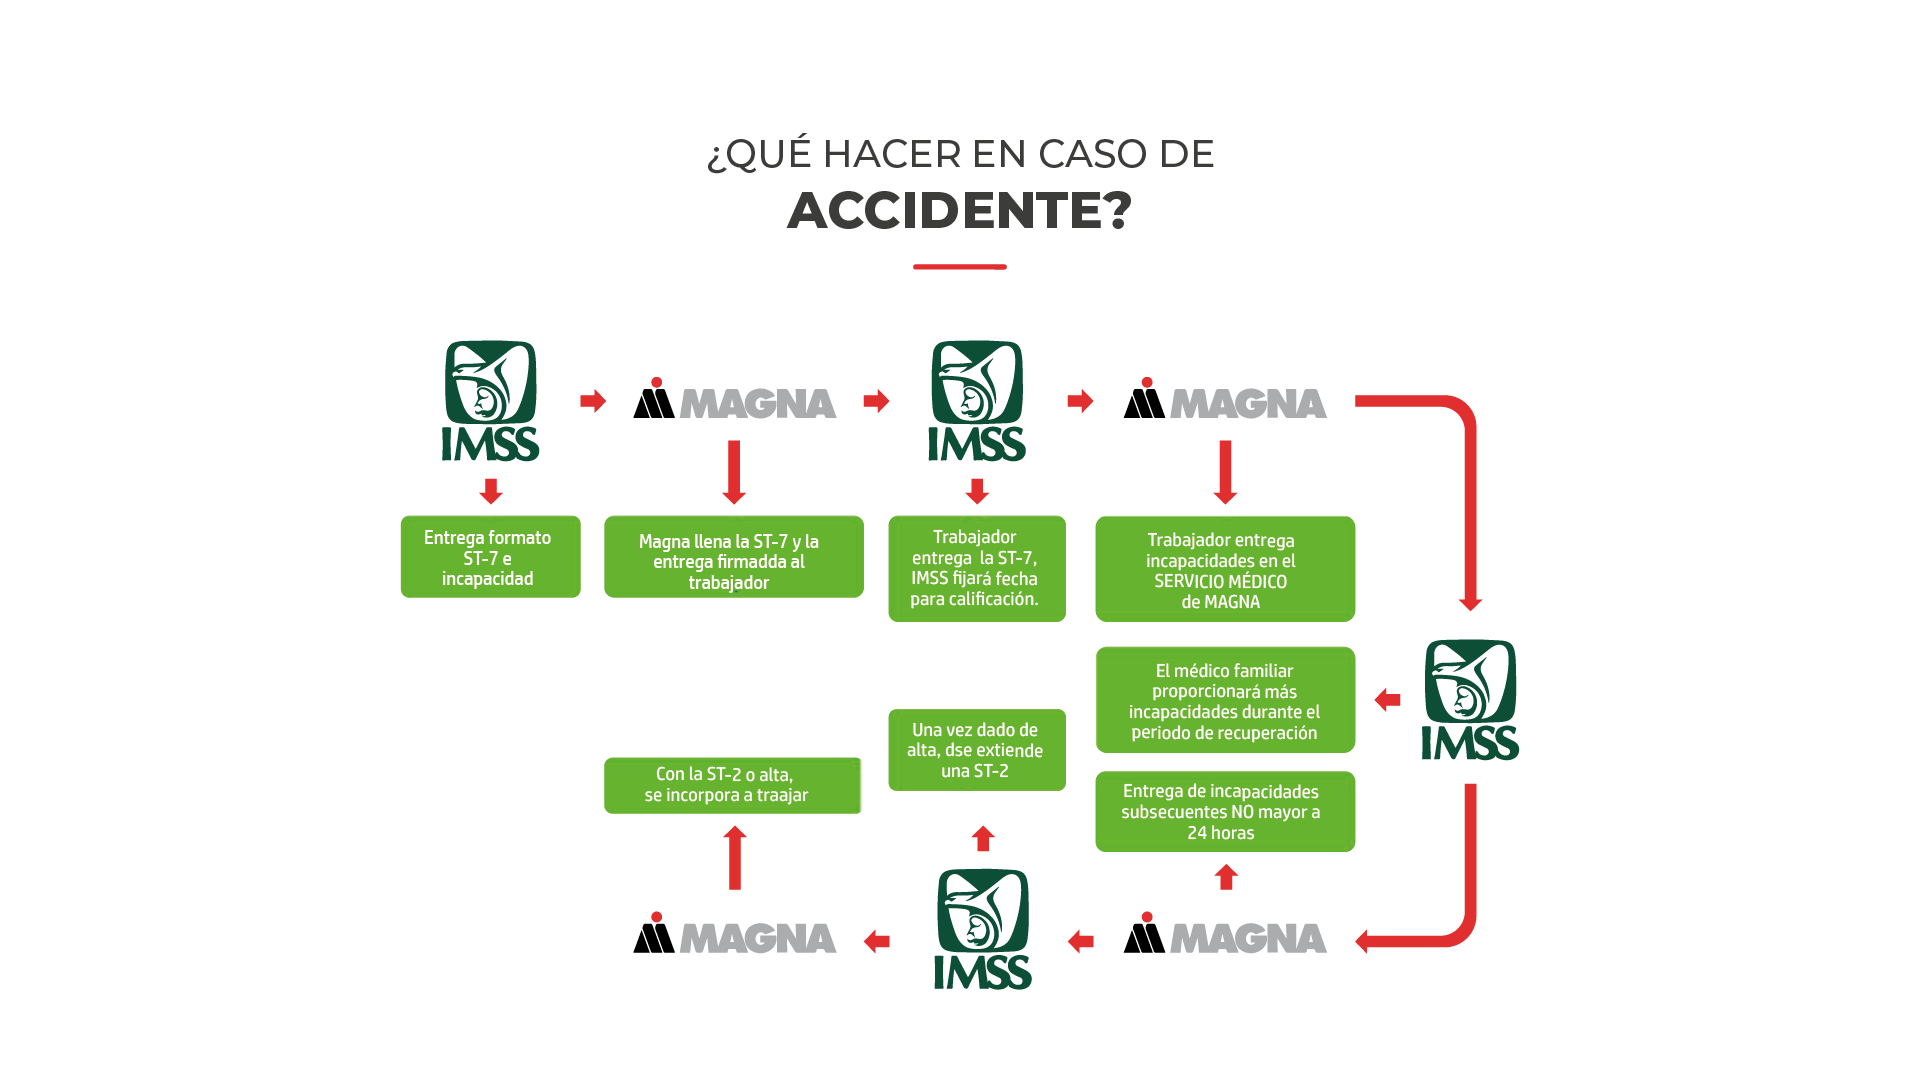 ¿QUÉ HACER EN CASO DE
ACCIDENTE?
IMSS
MAGNA
IMSS
MAGNA
Entrega formato
ST-7 e
incapacidad
Magna llena la ST-7 y la
entrega firmadda al
trabajador
Trabajador
entrega la ST-7,
IMSS fijará fecha
para calificación.
Trabajador entrega
incapacidades en el
SERVICIO MÉDICO
de MAGNA
IMSS
El médico familiar
proporcionará más
incapacidades durante el
periodo de recuperación
Entrega de incapacidades
subsecuentes NO mayor a
24 horas
MAGNA
Una vez dado de
alta, dse extiende
una ST-2
IMSS
Con la ST-2 o alta,
se incorpora a traajar
MAGNA